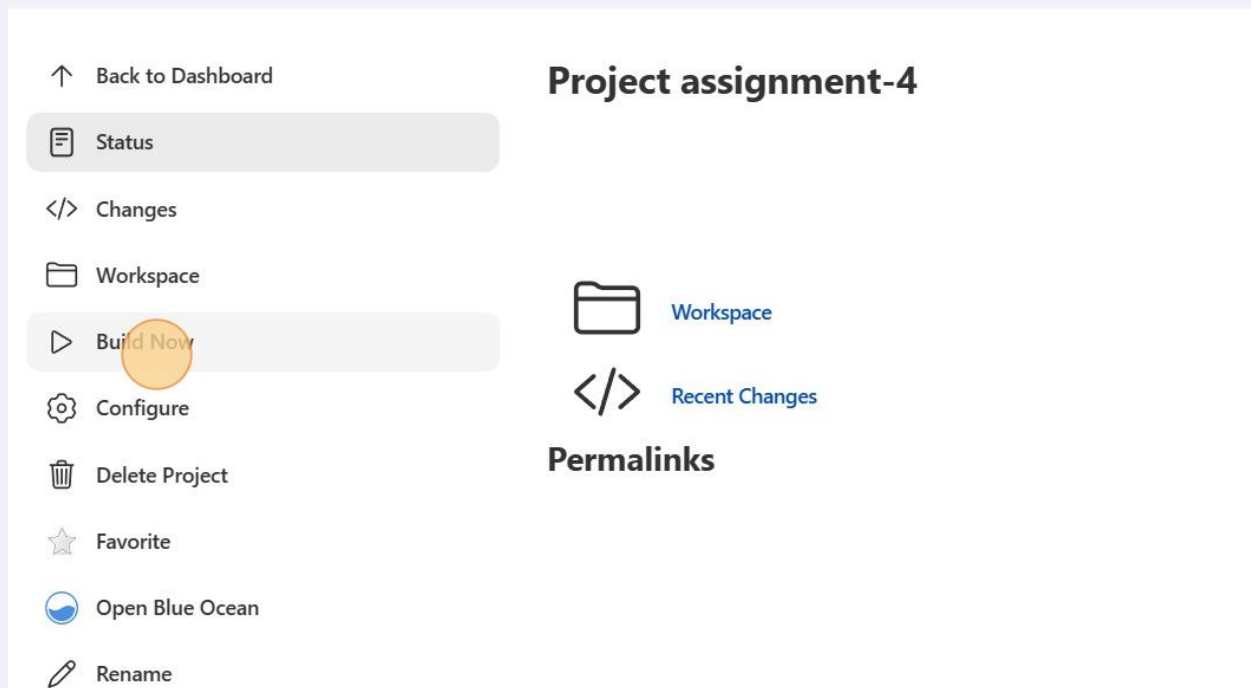 Back to Dashboard
Status
Changes
Workspace
Build Now
Configure
Delete Project
Favorite
Open Blue Ocean
Rename
Project assignment-4
Workspace
Recent Changes
Permalinks